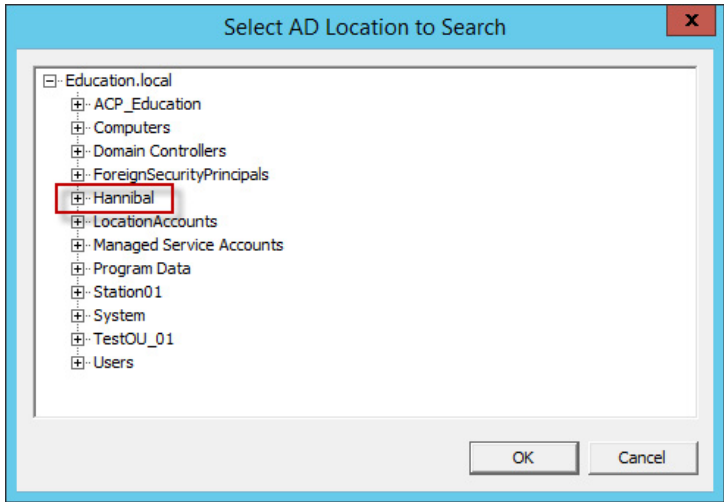 Select AD Location to Search
x
Education.local
ACP_Education
Computers
Domain Controllers
ForeignSecurityPrincipals
Hannibal
LocationAccounts
Managed Service Accounts
Program Data
Station01
System
TestOU_01
Users
OK Cancel